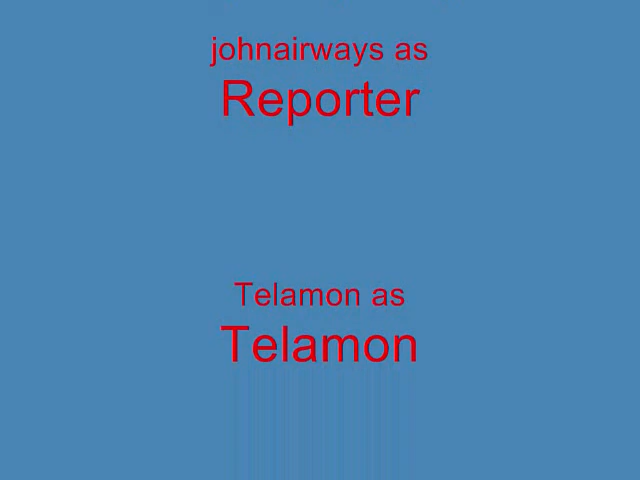 johnairways as
Reporter
Telamon as
Telamon